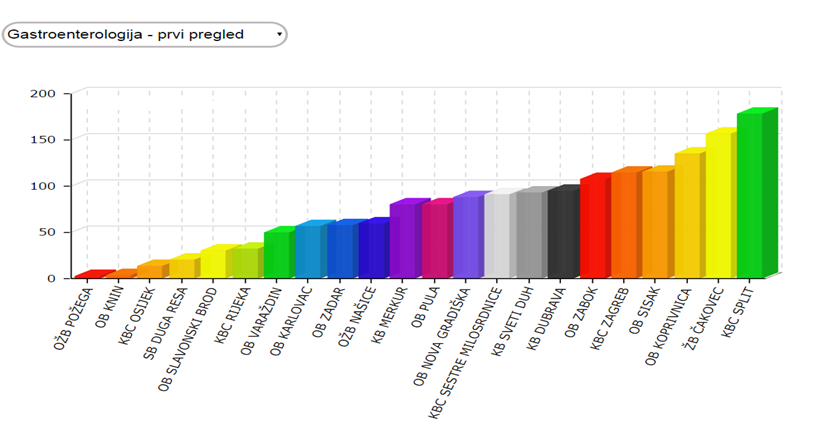 Gastroenterologija - prvi pregled
200
150
100
50
0
OŽB POŽEGA
OB KNIN
KBC OSIJEK
SB DUGA RESA
OB SLAVONSKI BROD
KBC RIJEKA
OB VARAŽDIN
OB KARLOVAC
OB ZADAR
OŽB NAŠICE
KB MERKUR
OB PULA
OB NOVA GRADIŠKA
KBC SESTRE MILOSRDNICE
KB SVETI DUH
KB DUBRAVA
OB ZABOK
KBC ZAGREB
OB SISAK
OB KOPRIVNICA
ŽB ČAKOVEC
KBC SPLIT